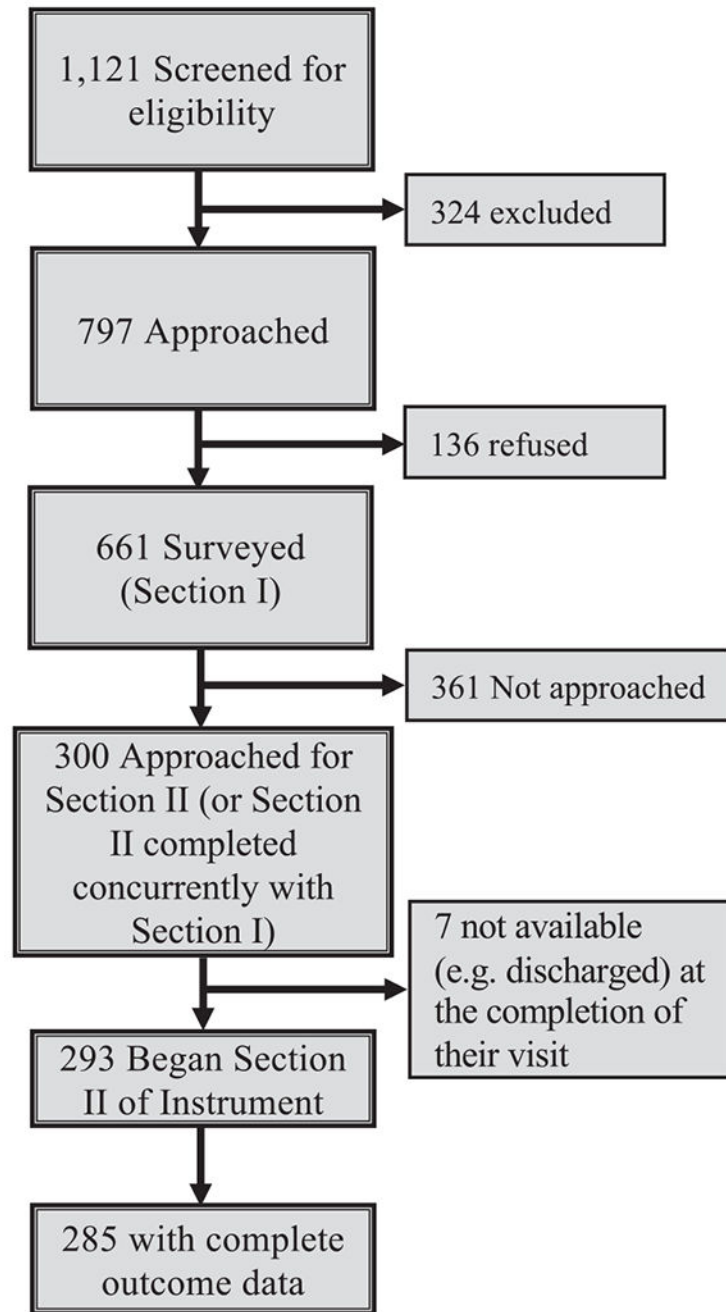 1,121 Screened for
eligibility
324 excluded
797 Approached
136 refused
661 Surveyed
(Section I)
361 Not approached
300 Approached for
Section II (or Section
II completed
concurrently with
Section I)
7 not available
(e.g. discharged) at
the completion of
their visit
293 Began Section
II of Instrument
285 with complete
outcome data